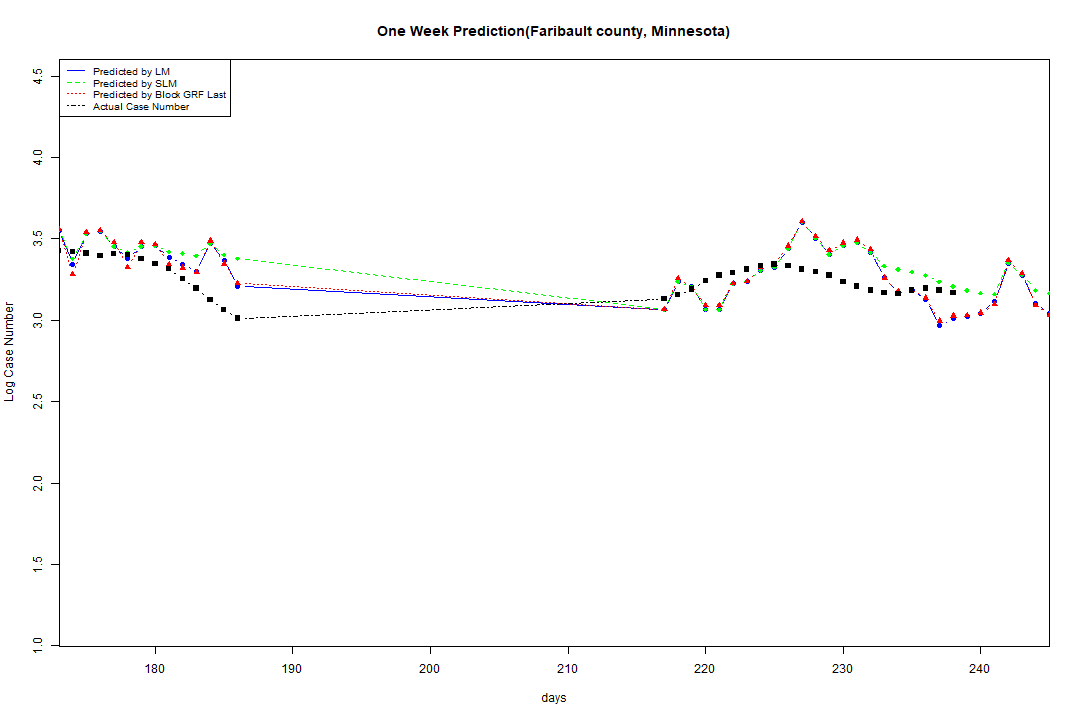 One Week Prediction(Faribault county, Minnesota)
Predicted by LM
Predicted by SLM
Predicted by Block GRF Last
Actual Case Number
4.5
4.0
3.5
3.0
2.5
2.0
1.5
1.0
Log Case Number
180 190 200 210 220 230 240
days